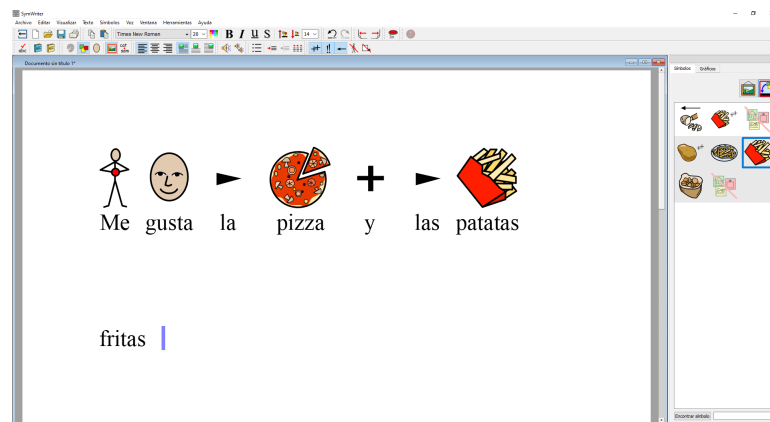 SymWriter
Archivo Editar Visualizar Texto Símbolos Voz Ventana Herramientas Ayuda
Times New Roman 20 B I U S 14
Documento sin título 1*
Símbolos Gráficos
Me gusta la pizza y las patatas
fritas
Encontrar símbolo